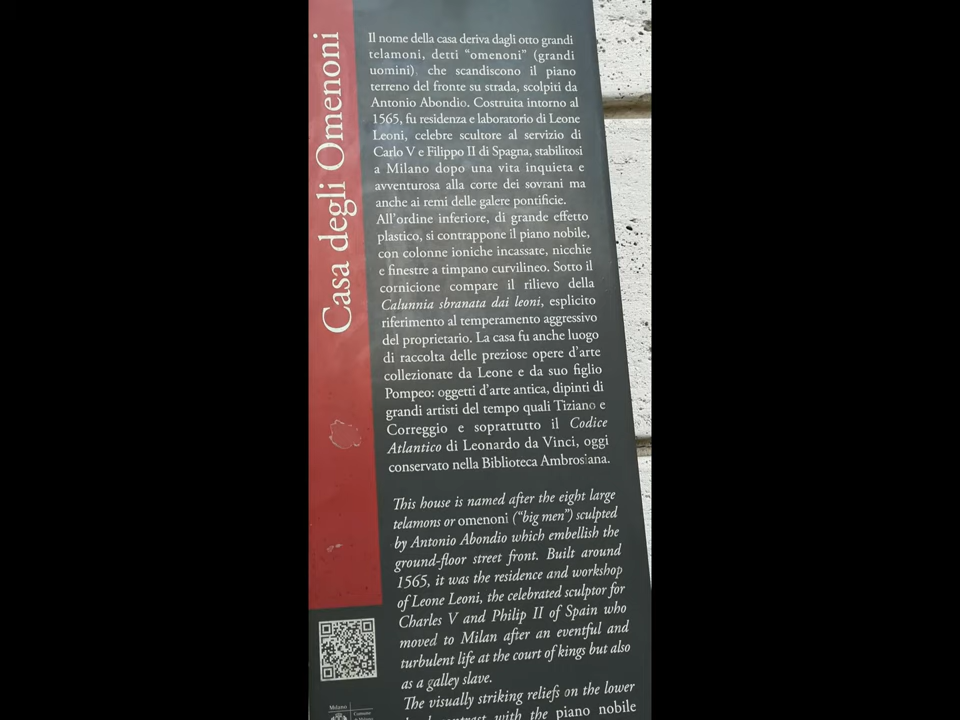 Casa degli Omenoni
Il nome della casa deriva dagli otto grandi
telamoni, detti “omenoni” (grandi
uomini) che scandiscono il piano
terreno del fronte su strada, scolpiti da
Antonio Abondio. Costruita intorno al
1565, fu residenza e laboratorio di Leone
Leoni, celebre scultore al servizio di
Carlo V e Filippo II di Spagna, stabilitosi
a Milano dopo una vita inquieta e
avventurosa alla corte dei sovrani ma
anche ai remi delle galere pontificie.
All’ordine inferiore, di grande effetto
plastico, si contrappone il piano nobile,
con colonne ioniche incassate, nicchie
e finestre a timpano curvilineo. Sotto il
cornicione compare il rilievo della
Calunnia sbranata dai leoni, esplicito
riferimento al temperamento aggressivo
del proprietario. La casa fu anche luogo
di raccolta delle preziose opere d’arte
collezionate da Leone e da suo figlio
Pompeo: oggetti d’arte antica, dipinti di
grandi artisti del tempo quali Tiziano e
Correggio e soprattutto il Codice
Atlantico di Leonardo da Vinci, oggi
conservato nella Biblioteca Ambrosiana.
This house is named after the eight large
telamons or omenoni (“big men”) sculpted
by Antonio Abondio which embellish the
ground-floor street front. Built around
1565, it was the residence and workshop
of Leone Leoni, the celebrated sculptor for
Charles V and Philip II of Spain who
moved to Milan after an eventful and
turbulent life at the court of kings but also
as a galley slave.
The visually striking reliefs on the lower
with the piano nobile
Milano
Comune